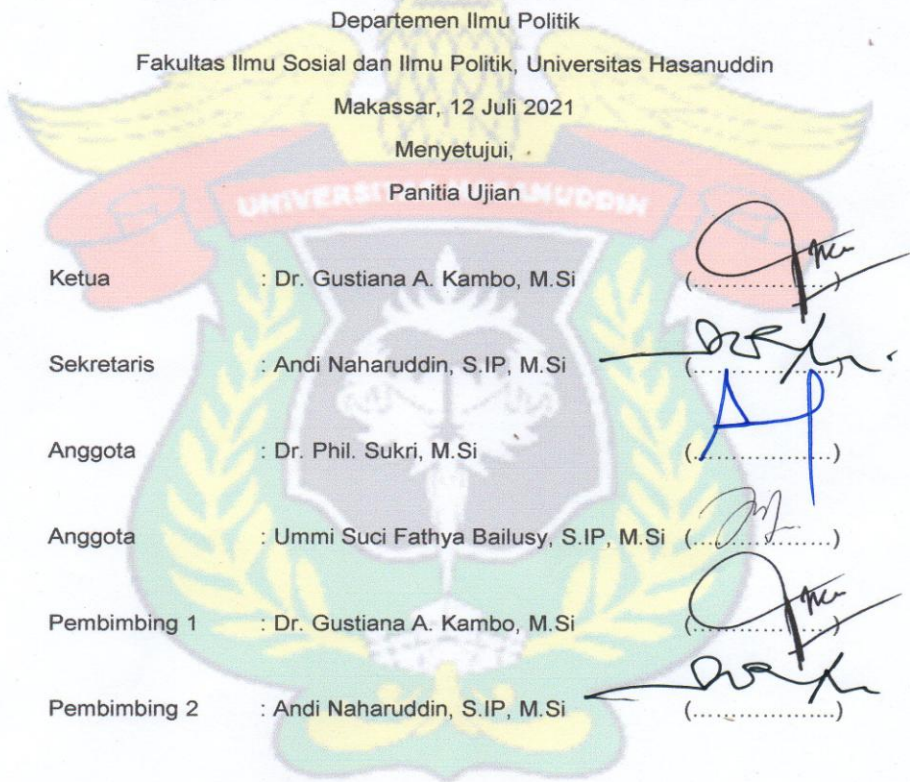 Departemen Ilmu Politik
Fakultas Ilmu Sosial dan Ilmu Politik, Universitas Hasanuddin
Makassar, 12 Juli 2021
Menyetujui,
Panitia Ujian
UNIVERSITAS HASANUDDIN
Ketua : Dr. Gustiana A. Kambo, M.Si (....................)
Sekretaris : Andi Naharuddin, S.IP, M.Si (....................)
Anggota : Dr. Phil. Sukri, M.Si (....................)
Anggota : Ummi Suci Fathya Bailusy, S.IP, M.Si (....................)
Pembimbing 1 : Dr. Gustiana A. Kambo, M.Si (....................)
Pembimbing 2 : Andi Naharuddin, S.IP, M.Si (....................)